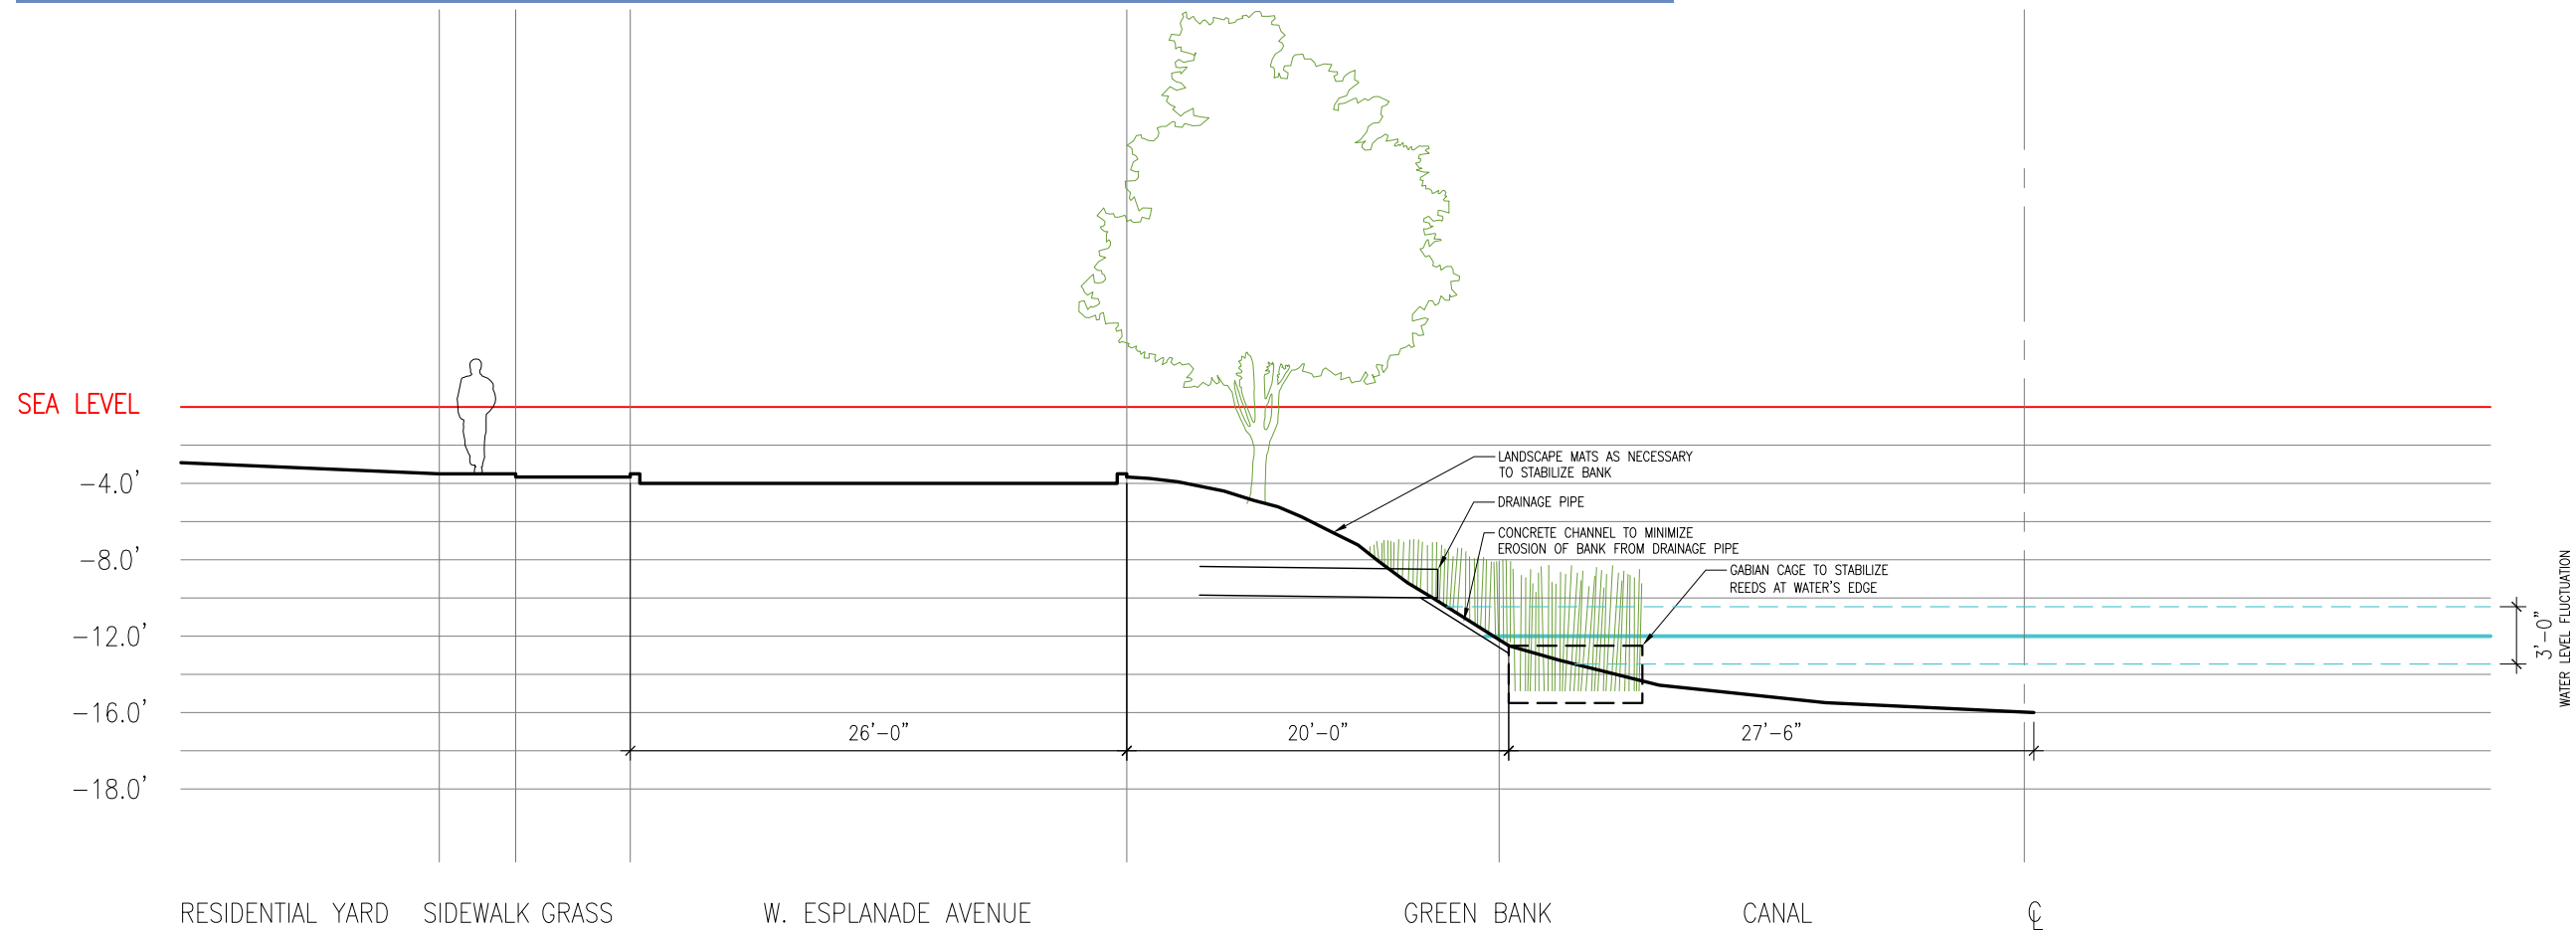 SEA LEVEL
-4.0'
-8.0'
-12.0'
-16.0'
-18.0'
LANDSCAPE MATS AS NECESSARY
TO STABILIZE BANK
DRAINAGE PIPE
CONCRETE CHANNEL TO MINIMIZE
EROSION OF BANK FROM DRAINAGE PIPE
GABIAN CAGE TO STABILIZE
REEDS AT WATER'S EDGE
3'-0"
WATER LEVEL FLUCTUATION
26'-0"
20'-0"
27'-6"
RESIDENTIAL YARD
SIDEWALK
GRASS
W. ESPLANADE AVENUE
GREEN BANK
CANAL
℄